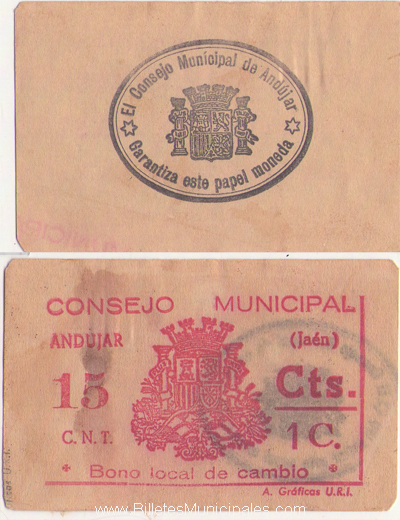 El Consejo Municipal de Andújar
Garantiza este papel moneda
CONSEJO MUNICIPAL
ANDUJAR (Jaén)
15 Cts.
C.N.T. 1 C.
Bono local de cambio
A. Gráficas U.R.I.
www.BilletesMunicipales.com